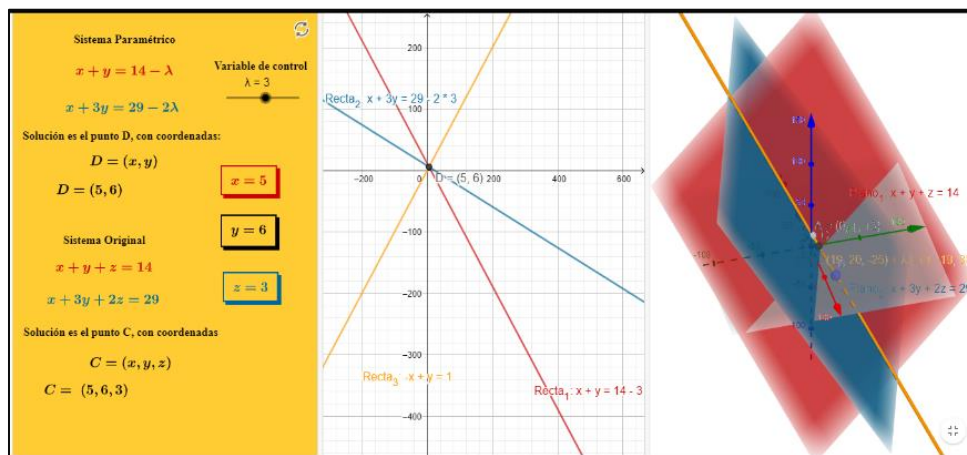 Sistema Paramétrico
x + y = 14 − λ
x + 3y = 29 − 2λ
Variable de control
λ = 3
Solución es el punto D, con coordenadas:
D = (x, y)
D = (5, 6)
x = 5
y = 6
Sistema Original
x + y + z = 14
x + 3y + 2z = 29
z = 3
Solución es el punto C, con coordenadas
C = (x, y, z)
C = (5, 6, 3)
200
Recta₂: x + 3y = 29 - 2 * 3
100
−200
0
D = (5, 6)
200
400
600
−100
−200
−300
Recta₃: -x + y = 1
Recta₁: x + y = 14 - 3
−400
x + y + z = 14
x + 3y + 2z = 29